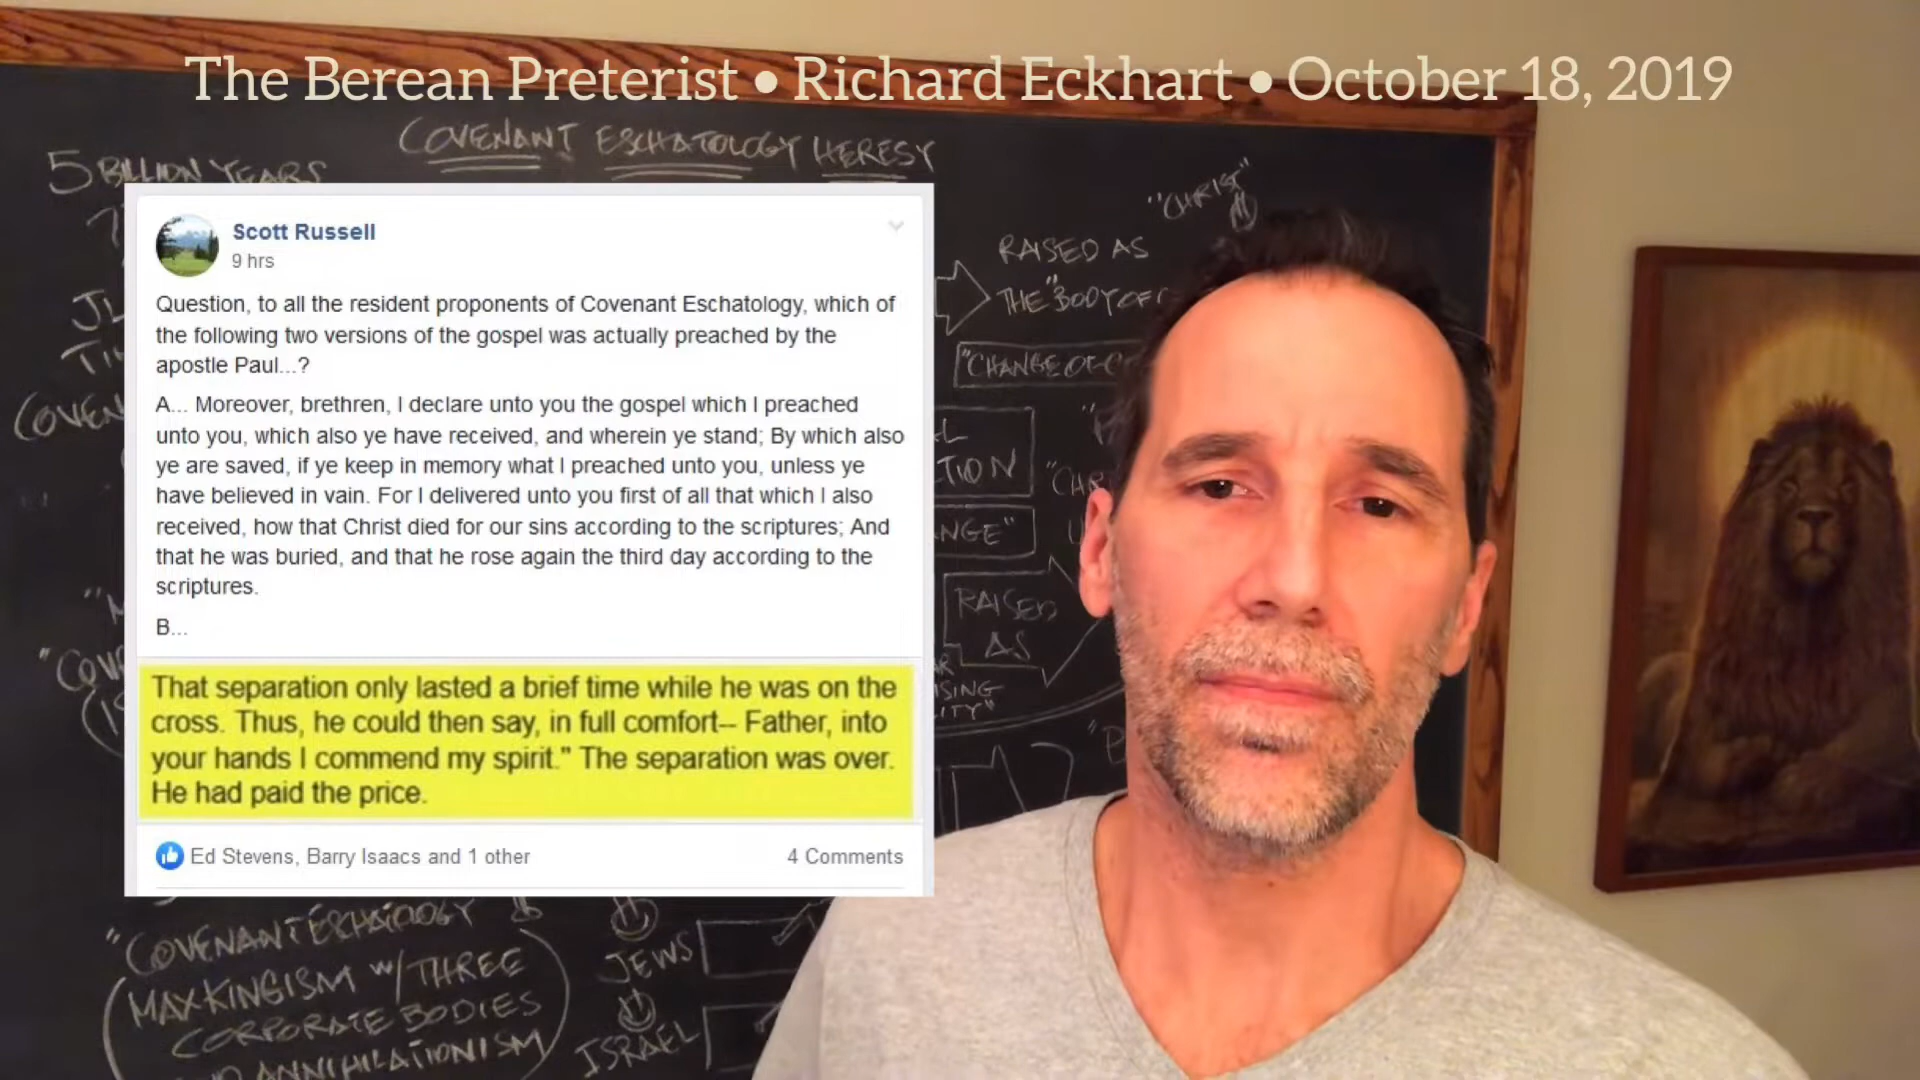 The Berean Preterist • Richard Eckhart • October 18, 2019
COVENANT ESCHATOLOGY HERESY
5 BILLION YEARS
Scott Russell
9 hrs
Question, to all the resident proponents of Covenant Eschatology, which of
the following two versions of the gospel was actually preached by the
apostle Paul...?
A... Moreover, brethren, I declare unto you the gospel which I preached
unto you, which also ye have received, and wherein ye stand; By which also
ye are saved, if ye keep in memory what I preached unto you, unless ye
have believed in vain. For I delivered unto you first of all that which I also
received, how that Christ died for our sins according to the scriptures; And
that he was buried, and that he rose again the third day according to the
scriptures.
B...
That separation only lasted a brief time while he was on the
cross. Thus, he could then say, in full comfort-- Father, into
your hands I commend my spirit." The separation was over.
He had paid the price.
Ed Stevens, Barry Isaacs and 1 other
4 Comments
"CHRIST"
RAISED AS
THE "BODY OF
"CHANGE OF
RAISED
AS
"COVENANT ESCHATOLOGY
MAX KINGISM W/ THREE
CORPORATE BODIES
ANNIHILATIONISM
JEWS
ISRAEL